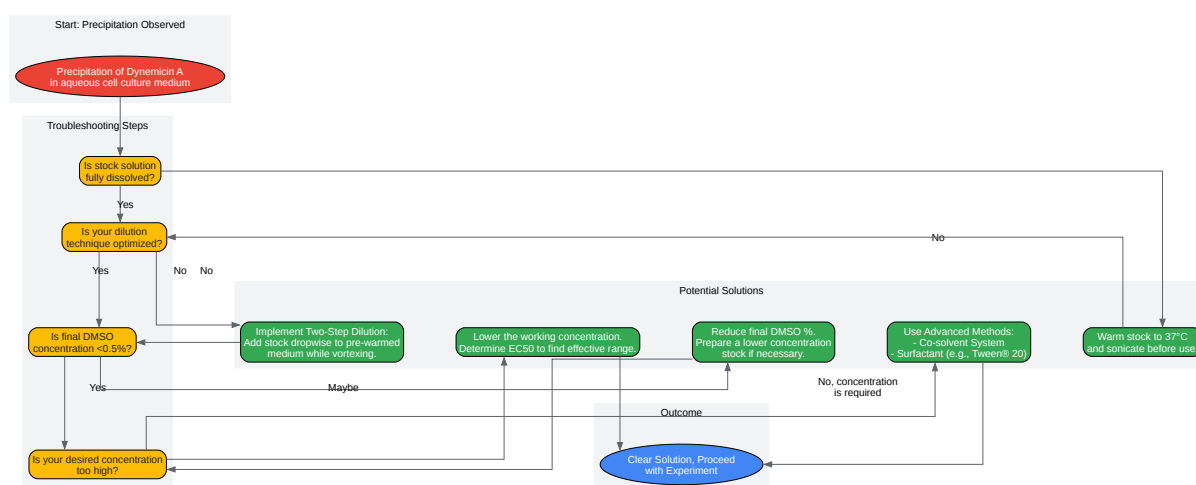 Start: Precipitation Observed
Precipitation of Dynemicin A
in aqueous cell culture medium
Troubleshooting Steps
Is stock solution
fully dissolved?
Yes
Is your dilution
technique optimized?
No
Yes
No
No
Potential Solutions
Is final DMSO
concentration <0.5%?
Implement Two-Step Dilution:
Add stock dropwise to pre-warmed
medium while vortexing.
Lower the working concentration.
Determine EC50 to find effective range.
Reduce final DMSO %.
Prepare a lower concentration
stock if necessary.
Use Advanced Methods:
- Co-solvent System
- Surfactant (e.g., Tween® 20)
Warm stock to 37°C
and sonicate before use
Yes
Maybe
No, concentration
is required
Outcome
Is your desired concentration
too high?
Clear Solution, Proceed
with Experiment